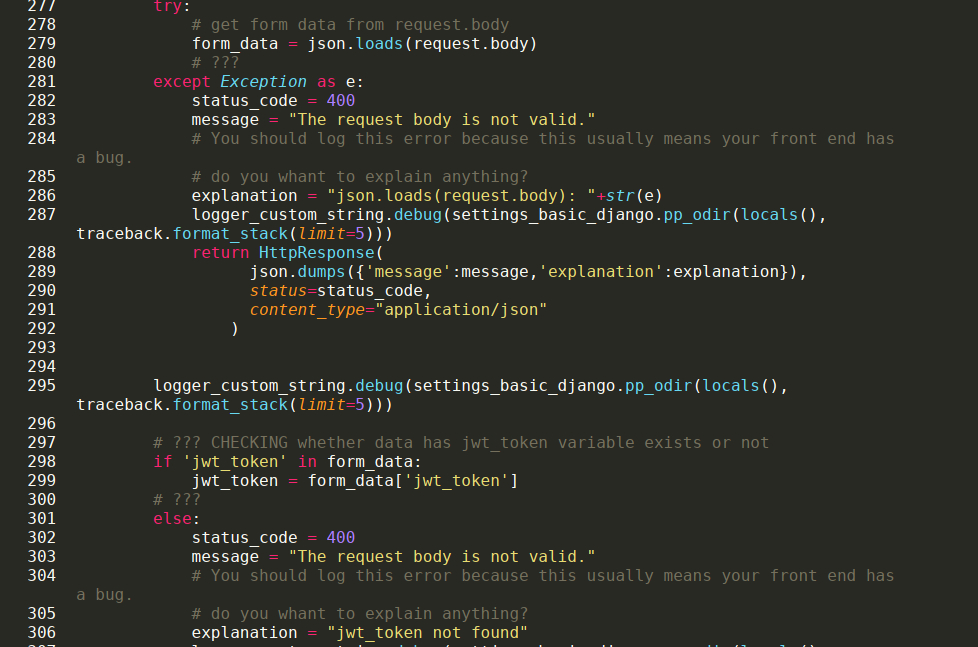 277         try:
278             # get form data from request.body
279             form_data = json.loads(request.body)
280             # ???
281         except Exception as e:
282             status_code = 400
283             message = "The request body is not valid."
284             # You should log this error because this usually means your front end has
a bug.
285             # do you want to explain anything?
286             explanation = "json.loads(request.body): "+str(e)
287             logger_custom_string.debug(settings_basic_django.pp_odir(locals(),
traceback.format_stack(limit=5)))
288             return HttpResponse(
289                   json.dumps({'message':message,'explanation':explanation}),
290                   status=status_code,
291                   content_type="application/json"
292                 )
293
294
295         logger_custom_string.debug(settings_basic_django.pp_odir(locals(),
traceback.format_stack(limit=5)))
296
297         # ??? CHECKING whether data has jwt_token variable exists or not
298         if 'jwt_token' in form_data:
299             jwt_token = form_data['jwt_token']
300         # ???
301         else:
302             status_code = 400
303             message = "The request body is not valid."
304             # You should log this error because this usually means your front end has
a bug.
305             # do you want to explain anything?
306             explanation = "jwt_token not found"